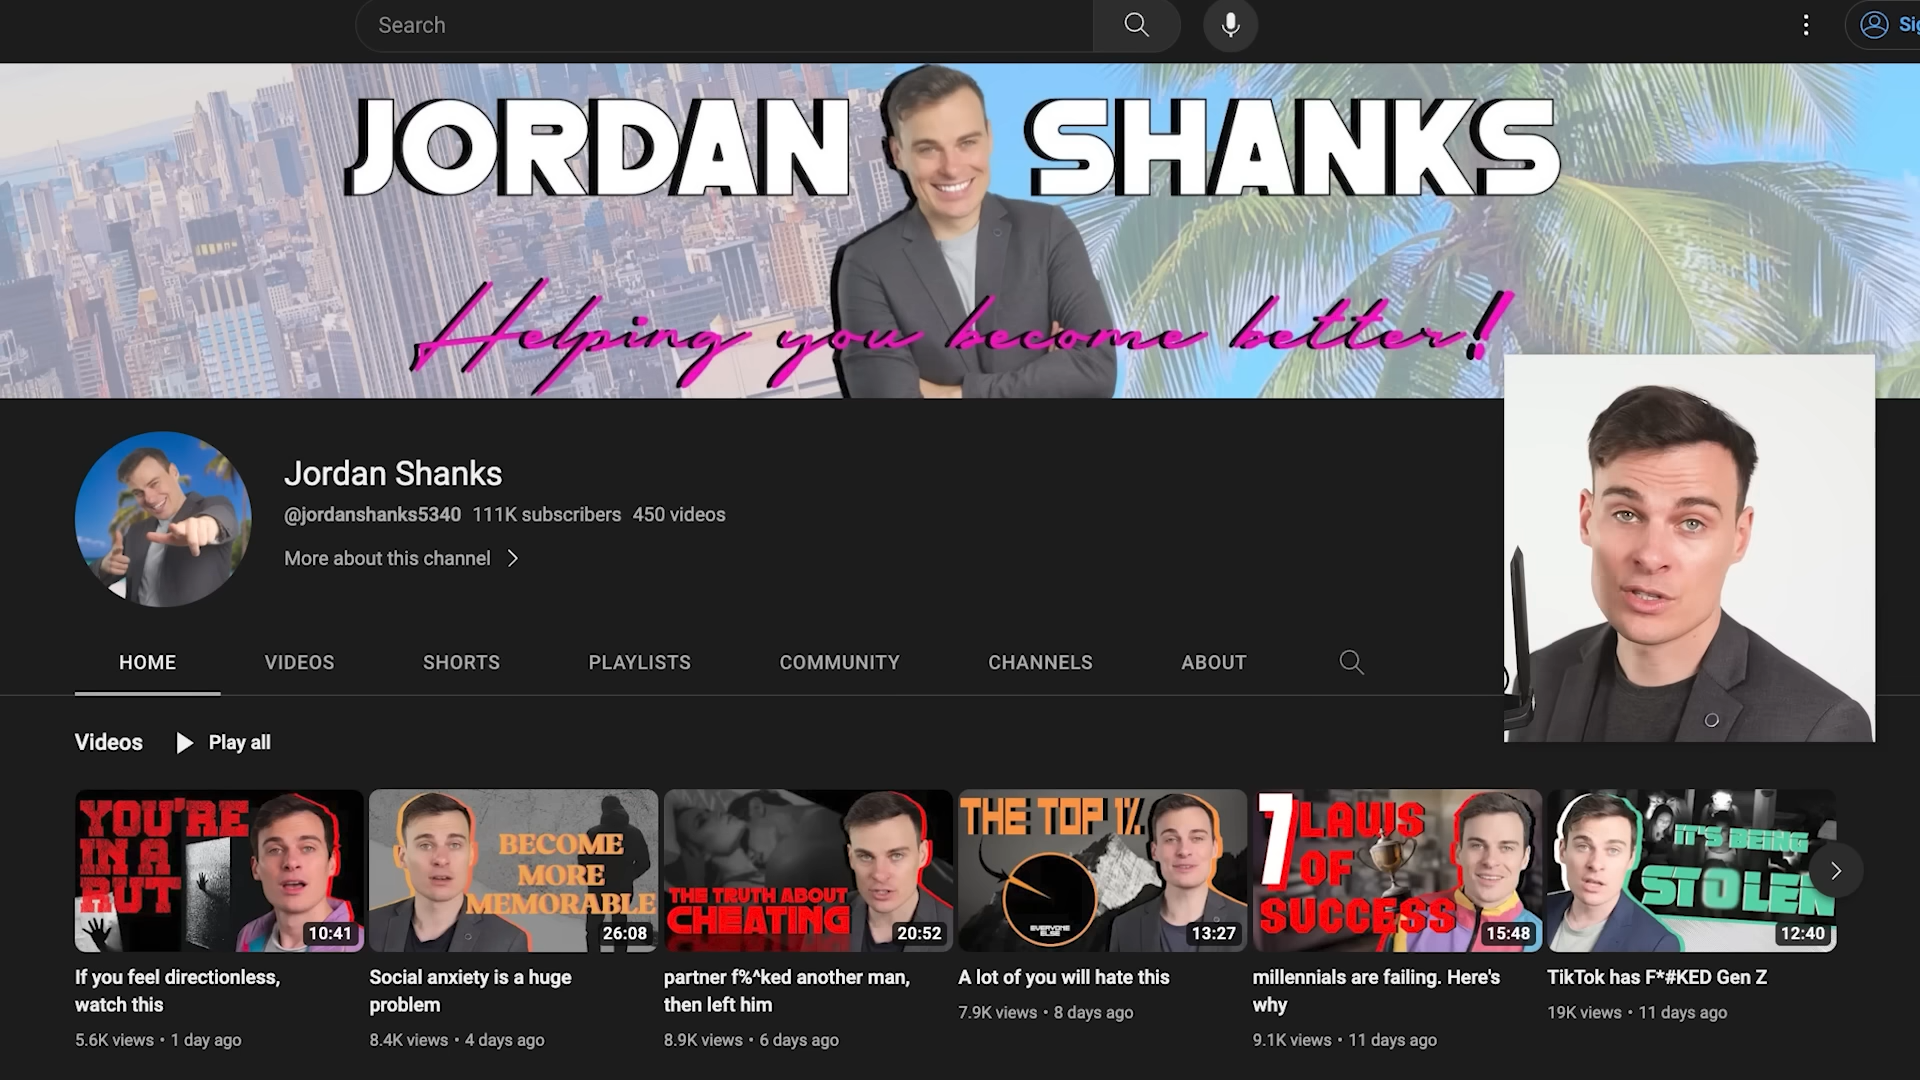 Search
Sig
JORDAN SHANKS
Helping you become better!
Jordan Shanks
@jordanshanks5340 111K subscribers 450 videos
More about this channel
HOME VIDEOS SHORTS PLAYLISTS COMMUNITY CHANNELS ABOUT
Videos Play all
YOU'RE
IN A
RUT
10:41
BECOME
MORE
MEMORABLE
26:08
THE TRUTH ABOUT
CHEATING
20:52
THE TOP 1%
EVERYONE
ELSE
13:27
7 LAWS
OF
SUCCESS
15:48
IT'S BEING
STOLEN
12:40
If you feel directionless,
watch this
5.6K views • 1 day ago
Social anxiety is a huge
problem
8.4K views • 4 days ago
partner f%^ked another man,
then left him
8.9K views • 6 days ago
A lot of you will hate this
7.9K views • 8 days ago
millennials are failing. Here's
why
9.1K views • 11 days ago
TikTok has F*#KED Gen Z
19K views • 11 days ago